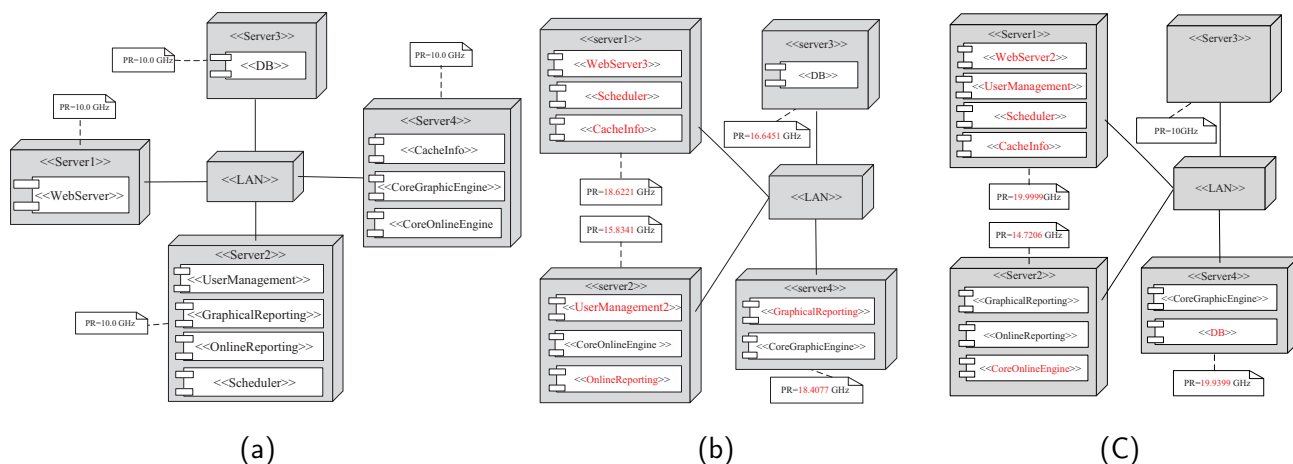 <<Server3>>
PR=10.0 GHz
<<DB>>
PR=10.0 GHz
PR=10.0 GHz
<<Server4>>
<<CacheInfo>>
<<CoreGraphicEngine>>
<<CoreOnlineEngine
<<Server1>>
<<WebServer>>
<<LAN>>
<<Server2>>
<<UserManagement>>
<<GraphicalReporting>>
<<OnlineReporting>>
<<Scheduler>>
PR=10.0 GHz
(a)
<<server1>>
<<WebServer3>>
<<Scheduler>>
<<CacheInfo>>
<<server3>>
<<DB>>
PR=16.6451 GHz
PR=18.6221 GHz
PR=15.8341 GHz
<<LAN>>
<<server2>>
<<UserManagement2>>
<<CoreOnlineEngine >>
<<OnlineReporting>>
<<server4>>
<<GraphicalReporting>>
<<CoreGraphicEngine>>
PR=18.4077 GHz
(b)
<<Server1>>
<<WebServer2>>
<<UserManagement>>
<<Scheduler>>
<<CacheInfo>>
<<Server3>>
PR=10GHz
PR=19.9999GHz
PR=14.7206 GHz
<<LAN>>
<<Server2>>
<<GraphicalReporting>>
<<OnlineReporting>>
<<CoreOnlineEngine>>
<<Server4>>
<<CoreGraphicEngine>>
<<DB>>
PR=19.9399 GHz
(C)